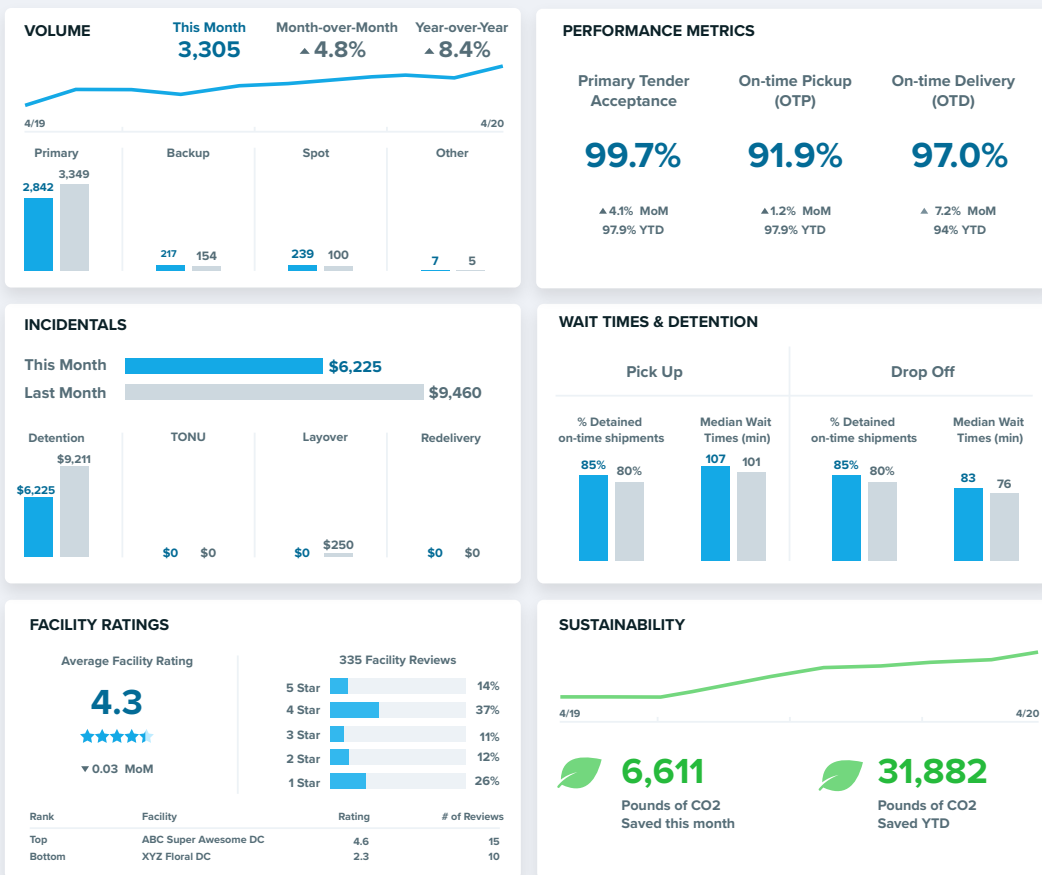 VOLUME
This Month
3,305
Month-over-Month
4.8%
Year-over-Year
8.4%
4/19
4/20
Primary
2,842
3,349
Backup
217
154
Spot
239
100
Other
7
5
PERFORMANCE METRICS
Primary Tender
Acceptance
99.7%
4.1% MoM
97.9% YTD
On-time Pickup
(OTP)
91.9%
1.2% MoM
97.9% YTD
On-time Delivery
(OTD)
97.0%
7.2% MoM
94% YTD
INCIDENTALS
This Month
$6,225
Last Month
$9,460
Detention
$6,225
$9,211
TONU
$0
$0
Layover
$0
$250
Redelivery
$0
$0
WAIT TIMES & DETENTION
Pick Up
% Detained
on-time shipments
85%
80%
Median Wait
Times (min)
107
101
Drop Off
% Detained
on-time shipments
85%
80%
Median Wait
Times (min)
83
76
FACILITY RATINGS
Average Facility Rating
4.3
0.03 MoM
335 Facility Reviews
5 Star 14%
4 Star 37%
3 Star 11%
2 Star 12%
1 Star 26%
Rank Facility Rating # of Reviews
Top ABC Super Awesome DC 4.6 15
Bottom XYZ Floral DC 2.3 10
SUSTAINABILITY
4/19
4/20
6,611
Pounds of CO2
Saved this month
31,882
Pounds of CO2
Saved YTD